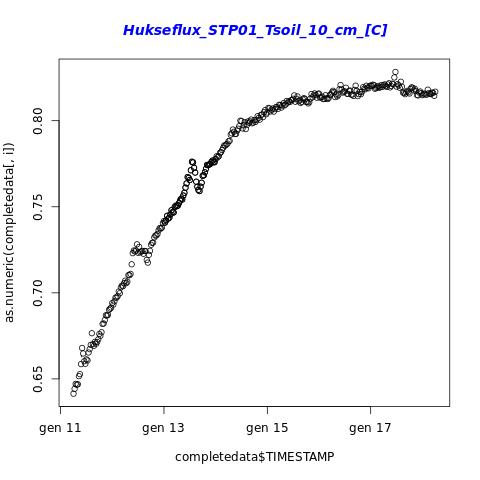 Hukseflux_STP01_Tsoil_10_cm_[C]
as.numeric(completedata[, i])
0.80
0.75
0.70
0.65
gen 11 gen 13 gen 15 gen 17
completedata$TIMESTAMP